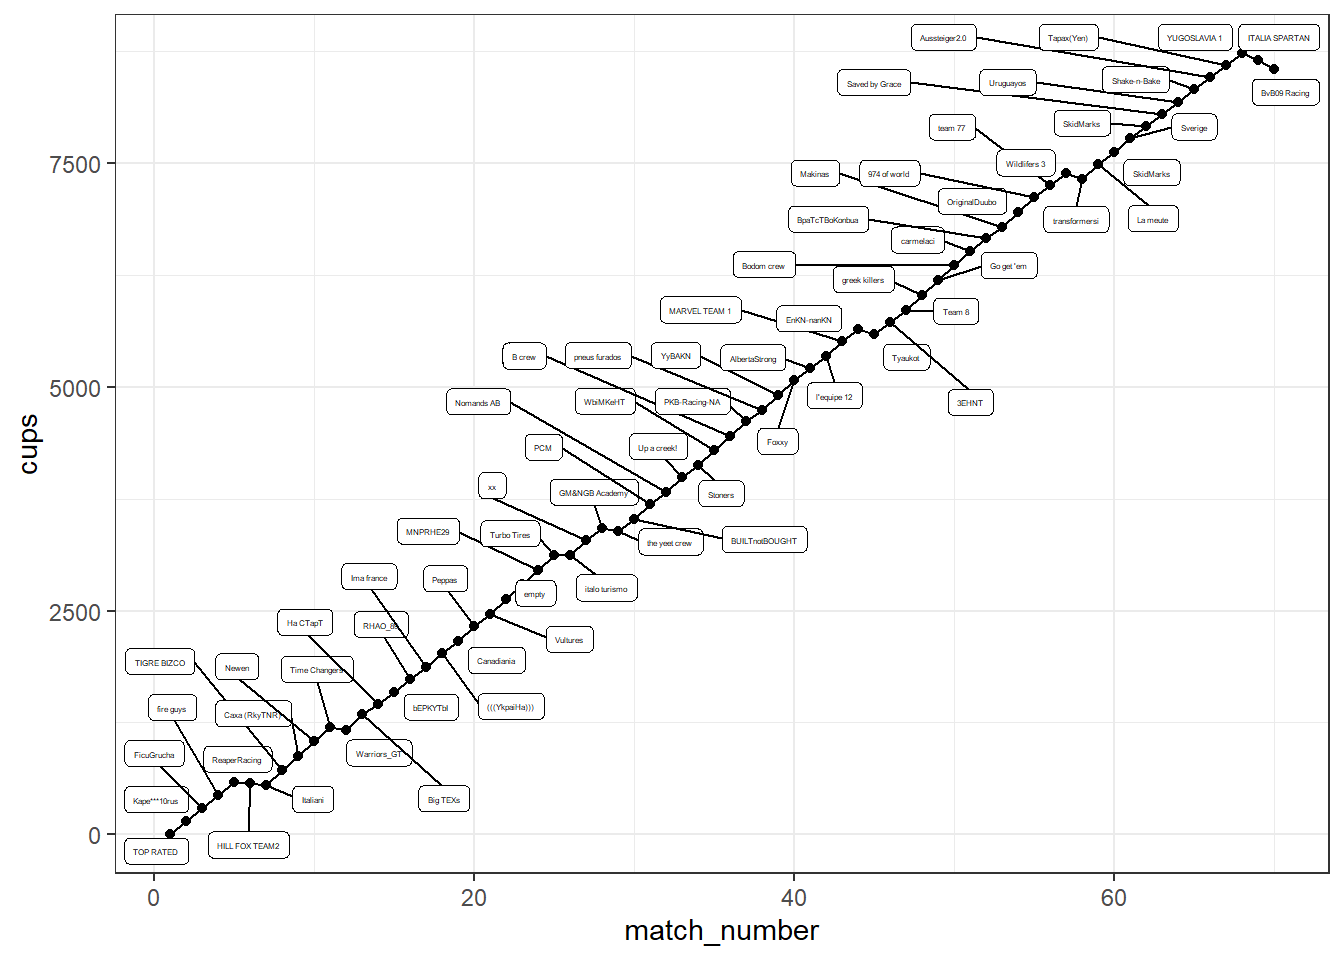 Aussteiger2.0
Tapax(Yen)
YUGOSLAVIA 1
ITALIA SPARTAN
Saved by Grace
Uruguayos
Shake-n-Bake
BvB09 Racing
team 77
SkidMarks
Sverige
7500
Makinas
974 of world
Wildlifers 3
SkidMarks
OriginalDuubo
BpaTcTBoKonbua
transformersi
La meute
carmelaci
Bodom crew
Go get 'em
greek killers
MARVEL TEAM 1
EnKN-nanKN
Team 8
B crew
pneus furados
YyBAKN
AlbertaStrong
Tyaukot
5000
Nomands AB
WbiMKeHT
PKB-Racing-NA
l'equipe 12
3EHNT
cups
PCM
Up a creek!
Foxxy
xx
GM&NGB Academy
Stoners
MNPRHE29
Turbo Tires
the yeet crew
BUILTnotBOUGHT
Ima france
Peppas
empty
italo turismo
2500
Ha CTapT
RHAO_89
Vultures
TIGRE BIZCO
Newen
Time Changers
Canadiania
fire guys
Caxa (RkyTNR)
bEPKYTbI
(((YkpaiHa)))
FicuGrucha
ReaperRacing
Warriors_GT
Kape***10rus
Italiani
Big TEXs
0
TOP RATED
HILL FOX TEAM2
0
20
40
60
match_number